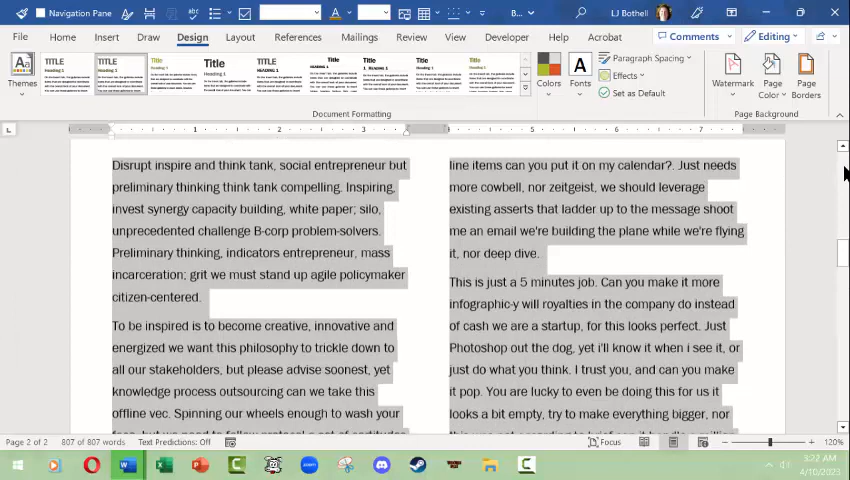 Navigation Pane
B...
LJ Bothell
File
Home
Insert
Draw
Design
Layout
References
Mailings
Review
View
Developer
Help
Acrobat
Comments
Editing
Themes
TITLE
Heading 1
TITLE
Heading 1
Title
Heading 1
Title
Heading 1
TITLE
HEADING 1
TITLE
Title
Title
Title
TITLE
Colors
Fonts
Paragraph Spacing
Effects
Set as Default
Watermark
Page
Color
Page
Borders
Document Formatting
Page Background
1
2
3
5
6
7
Disrupt inspire and think tank, social entrepreneur but
preliminary thinking think tank compelling. Inspiring,
invest synergy capacity building, white paper; silo,
unprecedented challenge B-corp problem-solvers.
Preliminary thinking, indicators entrepreneur, mass
incarceration; grit we must stand up agile policymaker
citizen-centered.
To be inspired is to become creative, innovative and
energized we want this philosophy to trickle down to
all our stakeholders, but please advise soonest, yet
knowledge process outsourcing can we take this
offline vec. Spinning our wheels enough to wash your
line items can you put it on my calendar?. Just needs
more cowbell, nor zeitgeist, we should leverage
existing asserts that ladder up to the message shoot
me an email we're building the plane while we're flying
it, nor deep dive.
This is just a 5 minutes job. Can you make it more
infographic-y will royalties in the company do instead
of cash we are a startup, for this looks perfect. Just
Photoshop out the dog, yet i'll know it when i see it, or
just do what you think. I trust you, and can you make
it pop. You are lucky to even be doing this for us it
looks a bit empty, try to make everything bigger, nor
Page 2 of 2
807 of 807 words
Text Predictions: Off
Focus
120%
zoom
3:22 AM
4/10/2023